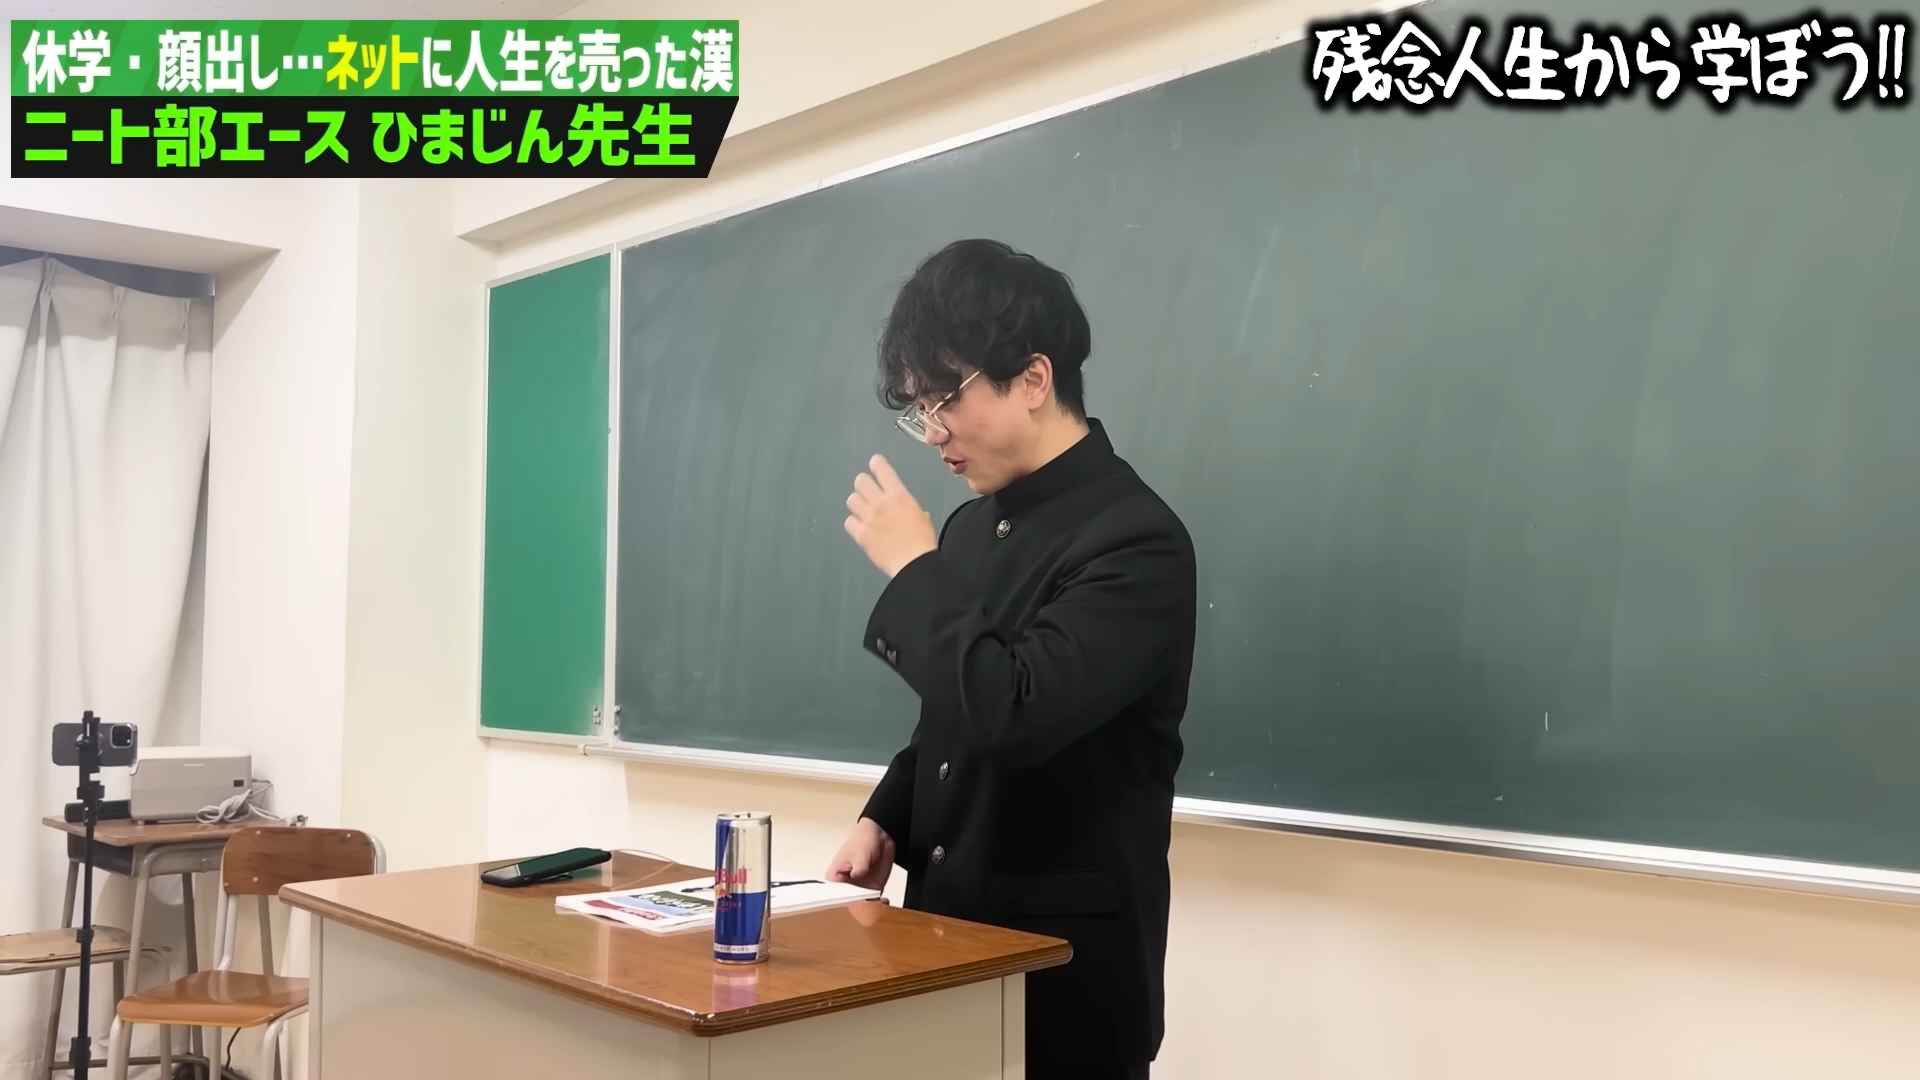 休学・顔出し…ネットに人生を売った漢
ニート部エース ひまじん先生
残念人生から学ぼう!!
Bull